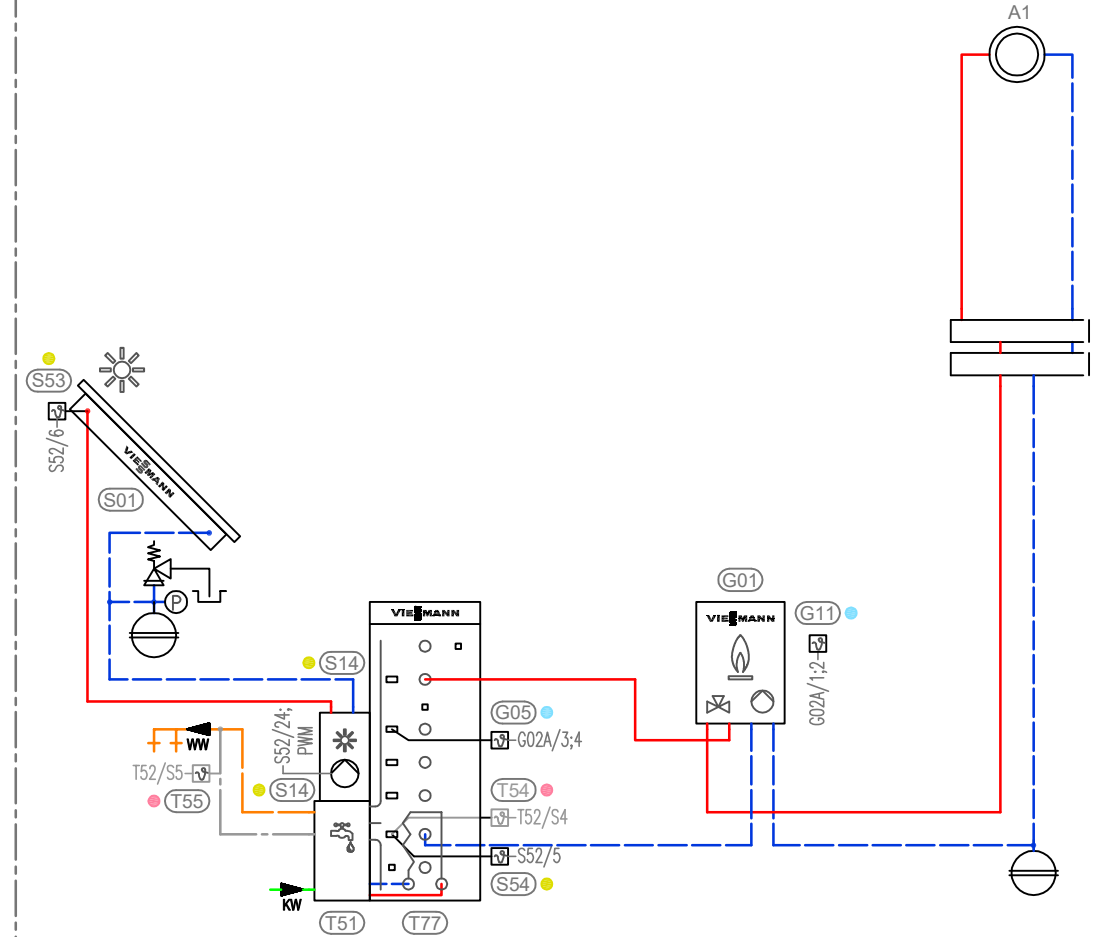 A1
S53
S52/6
VIESSMANN
S01
P
G01
VIESMANN
VIESMANN
G11
G02A/1;2
S14
S52/24;
PWM
G05
G02A/3;4
WW
T52/S5
S14
T55
T54
T52/S4
S52/5
S54
KW
T51
T77